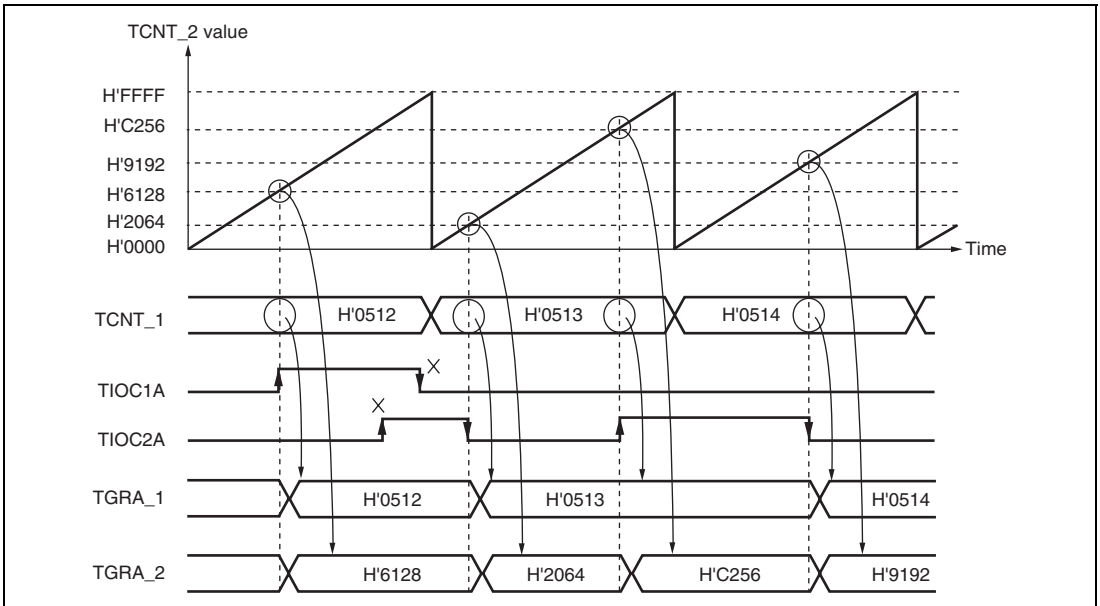 TCNT_2 value
H'FFFF
H'C256
H'9192
H'6128
H'2064
H'0000
Time
TCNT_1
H'0512
H'0513
H'0514
TIOC1A
TIOC2A
TGRA_1
H'0512
H'0513
H'0514
TGRA_2
H'6128
H'2064
H'C256
H'9192